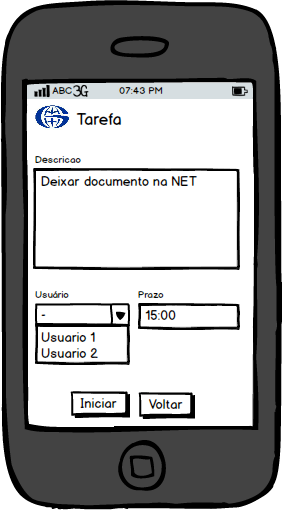 ABC 3G 07:43 PM
Tarefa
Descricao
Deixar documento na NET
Usuário Prazo
- 15:00
Usuario 1
Usuario 2
Iniciar Voltar